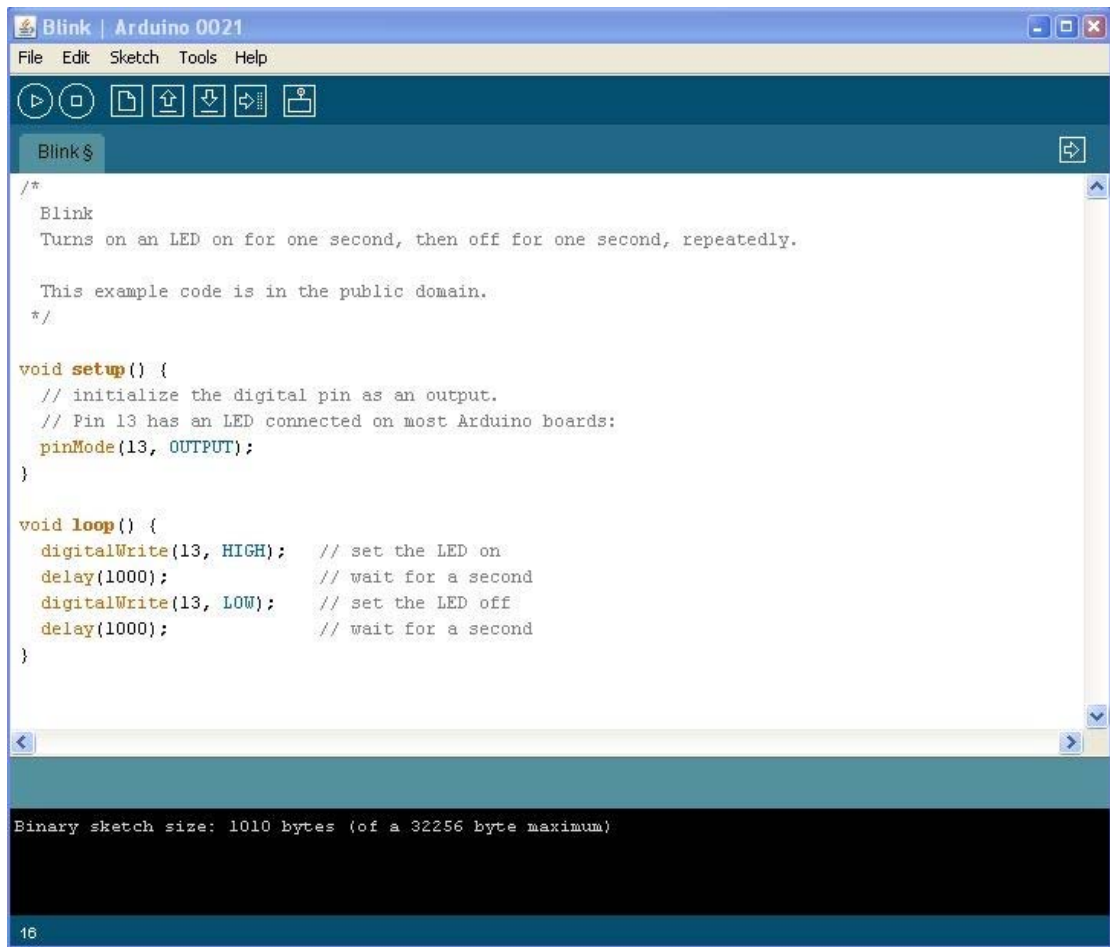 Blink | Arduino 0021
File Edit Sketch Tools Help
Blink §
/*
  Blink
  Turns on an LED on for one second, then off for one second, repeatedly.

  This example code is in the public domain.
 */

void setup() {
  // initialize the digital pin as an output.
  // Pin 13 has an LED connected on most Arduino boards:
  pinMode(13, OUTPUT);
}

void loop() {
  digitalWrite(13, HIGH);   // set the LED on
  delay(1000);              // wait for a second
  digitalWrite(13, LOW);    // set the LED off
  delay(1000);              // wait for a second
}
Binary sketch size: 1010 bytes (of a 32256 byte maximum)
16